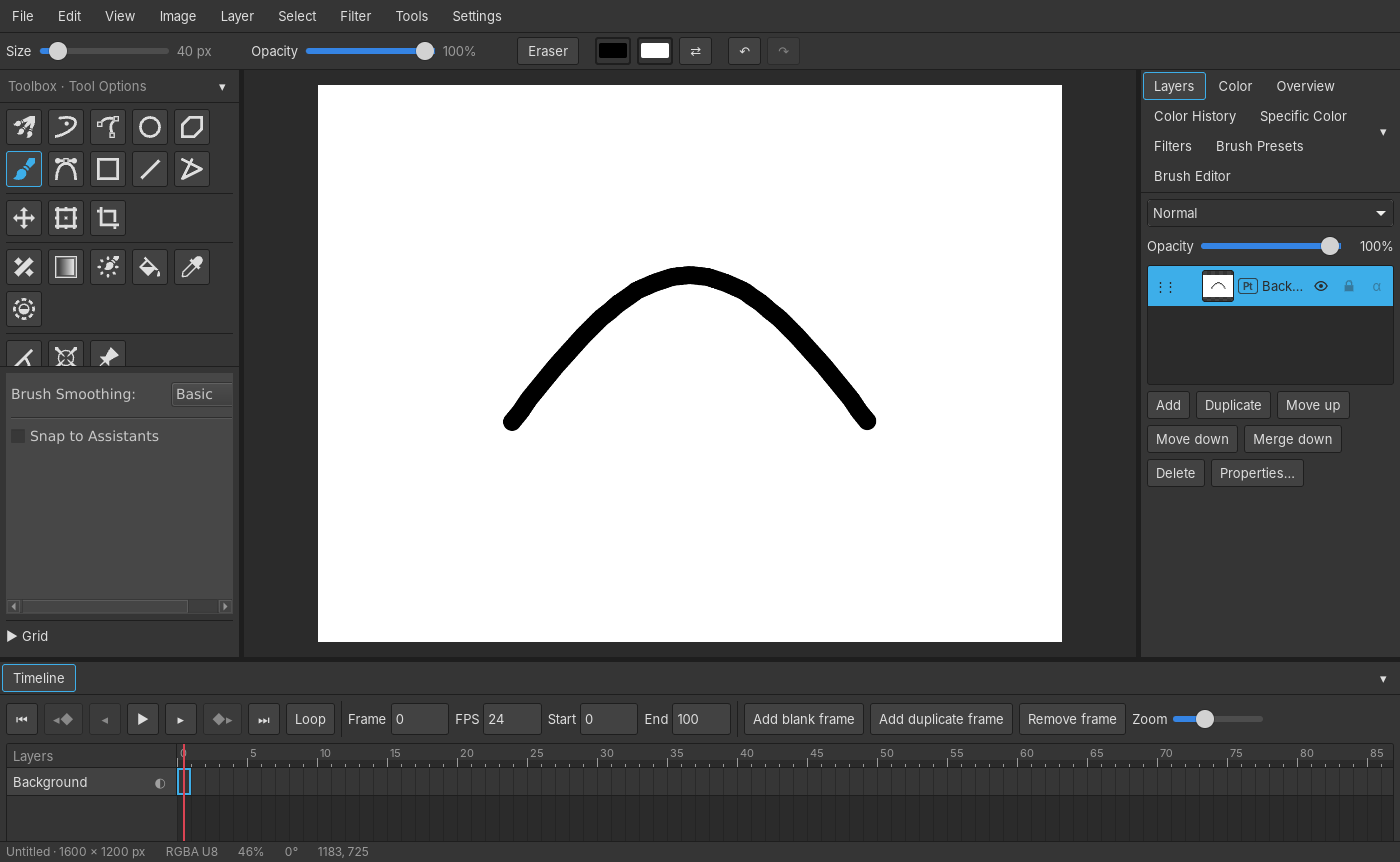 File Edit View Image Layer Select Filter Tools Settings
Size 40 px Opacity 100% Eraser
Toolbox · Tool Options
Layers Color Overview
Color History Specific Color
Filters Brush Presets
Brush Editor
Normal
Opacity 100%
Pt Back... α
Add Duplicate Move up
Move down Merge down
Delete Properties...
Brush Smoothing: Basic
Snap to Assistants
Grid
Timeline
Loop Frame 0 FPS 24 Start 0 End 100 Add blank frame Add duplicate frame Remove frame Zoom
Layers 0 5 10 15 20 25 30 35 40 45 50 55 60 65 70 75 80 85
Background
Untitled · 1600 × 1200 px RGBA U8 46% 0° 1183, 725